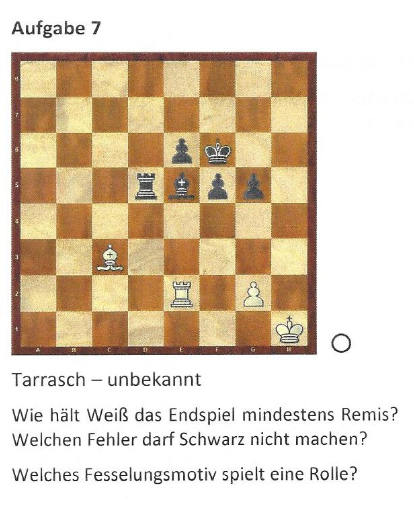 Aufgabe 7
8
7
6
5
4
3
2
1
A B C D E F G H
Tarrasch – unbekannt
Wie hält Weiß das Endspiel mindestens Remis?
Welchen Fehler darf Schwarz nicht machen?
Welches Fesselungsmotiv spielt eine Rolle?